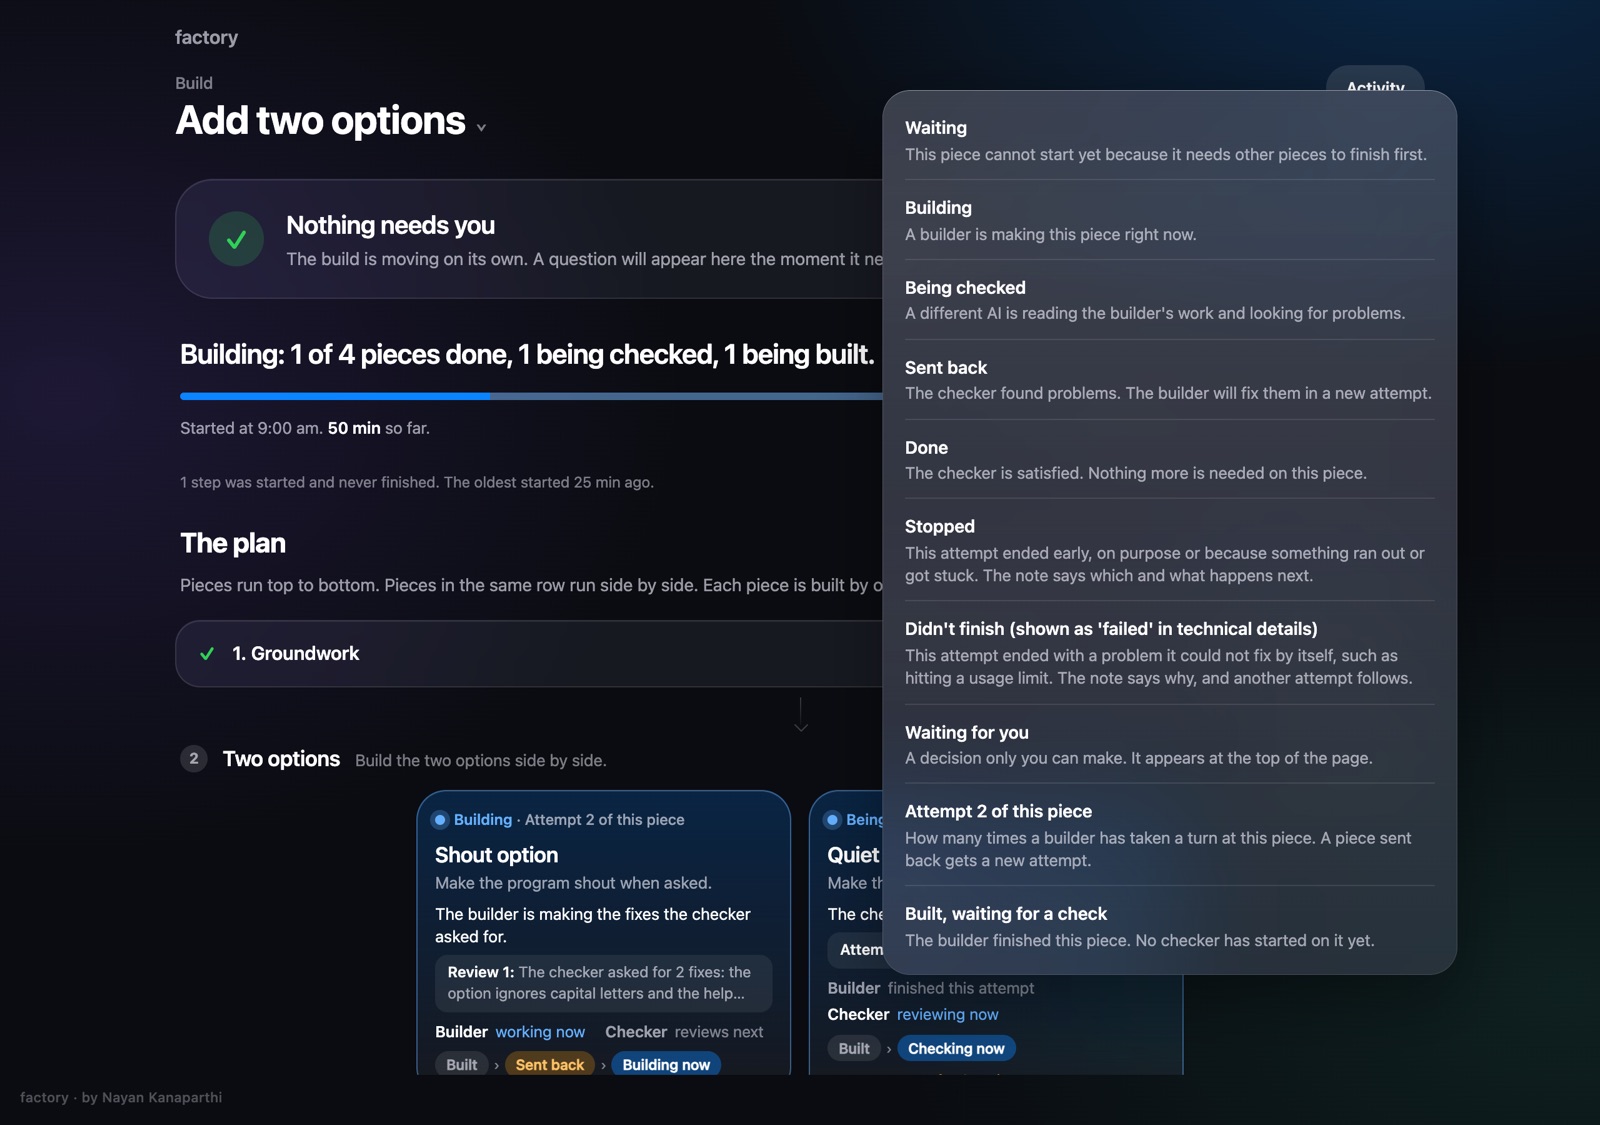 factory
Build
Add two options
Activity
Nothing needs you
The build is moving on its own. A question will appear here the moment it ne
Building: 1 of 4 pieces done, 1 being checked, 1 being built.
Started at 9:00 am. 50 min so far.
1 step was started and never finished. The oldest started 25 min ago.
The plan
Pieces run top to bottom. Pieces in the same row run side by side. Each piece is built by o
1. Groundwork
2 Two options Build the two options side by side.
Building · Attempt 2 of this piece
Shout option
Make the program shout when asked.
The builder is making the fixes the checker
asked for.
Review 1: The checker asked for 2 fixes: the
option ignores capital letters and the help...
Builder working now Checker reviews next
Built › Sent back › Building now
Being
Quiet
Make th
The che
Attem
Builder finished this attempt
Checker reviewing now
Built › Checking now
Waiting
This piece cannot start yet because it needs other pieces to finish first.
Building
A builder is making this piece right now.
Being checked
A different AI is reading the builder's work and looking for problems.
Sent back
The checker found problems. The builder will fix them in a new attempt.
Done
The checker is satisfied. Nothing more is needed on this piece.
Stopped
This attempt ended early, on purpose or because something ran out or
got stuck. The note says which and what happens next.
Didn't finish (shown as 'failed' in technical details)
This attempt ended with a problem it could not fix by itself, such as
hitting a usage limit. The note says why, and another attempt follows.
Waiting for you
A decision only you can make. It appears at the top of the page.
Attempt 2 of this piece
How many times a builder has taken a turn at this piece. A piece sent
back gets a new attempt.
Built, waiting for a check
The builder finished this piece. No checker has started on it yet.
factory · by Nayan Kanaparthi